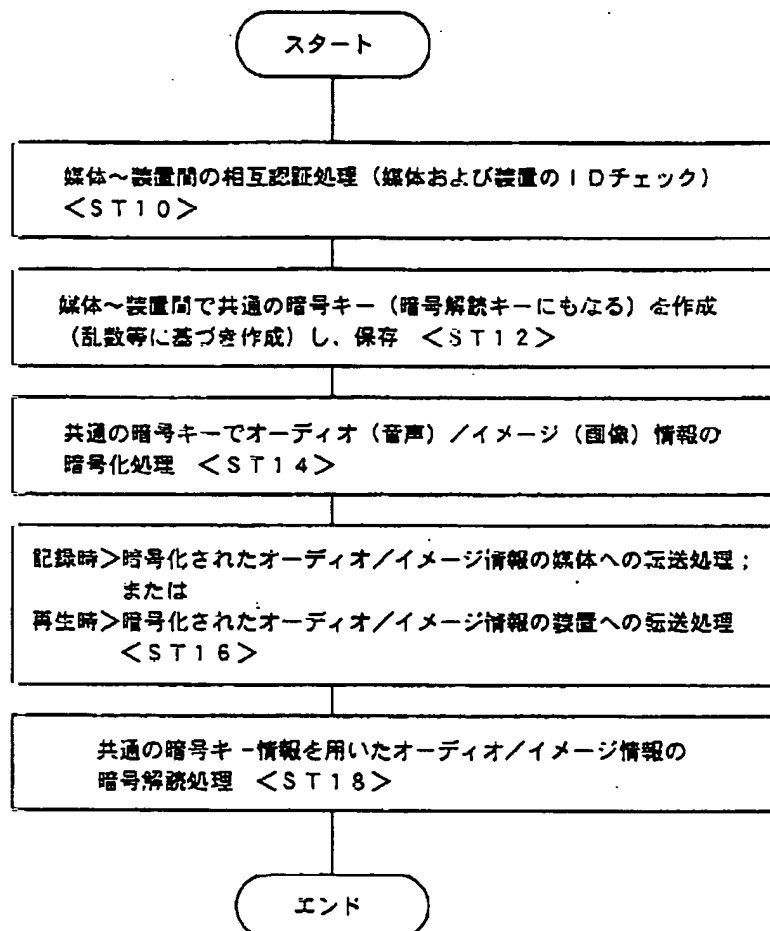 スタート
媒体~装置間の相互認証処理(媒体および装置のIDチェック)
<ST10>
媒体~装置間で共通の暗号キー(暗号解読キーにもなる)を作成
(乱数等に基づき作成)し、保存 <ST12>
共通の暗号キーでオーディオ(音声)/イメージ(画像)情報の
暗号化処理 <ST14>
記録時>暗号化されたオーディオ/イメージ情報の媒体への転送処理;
または
再生時>暗号化されたオーディオ/イメージ情報の装置への転送処理
<ST16>
共通の暗号キー情報を用いたオーディオ/イメージ情報の
暗号解読処理 <ST18>
エンド